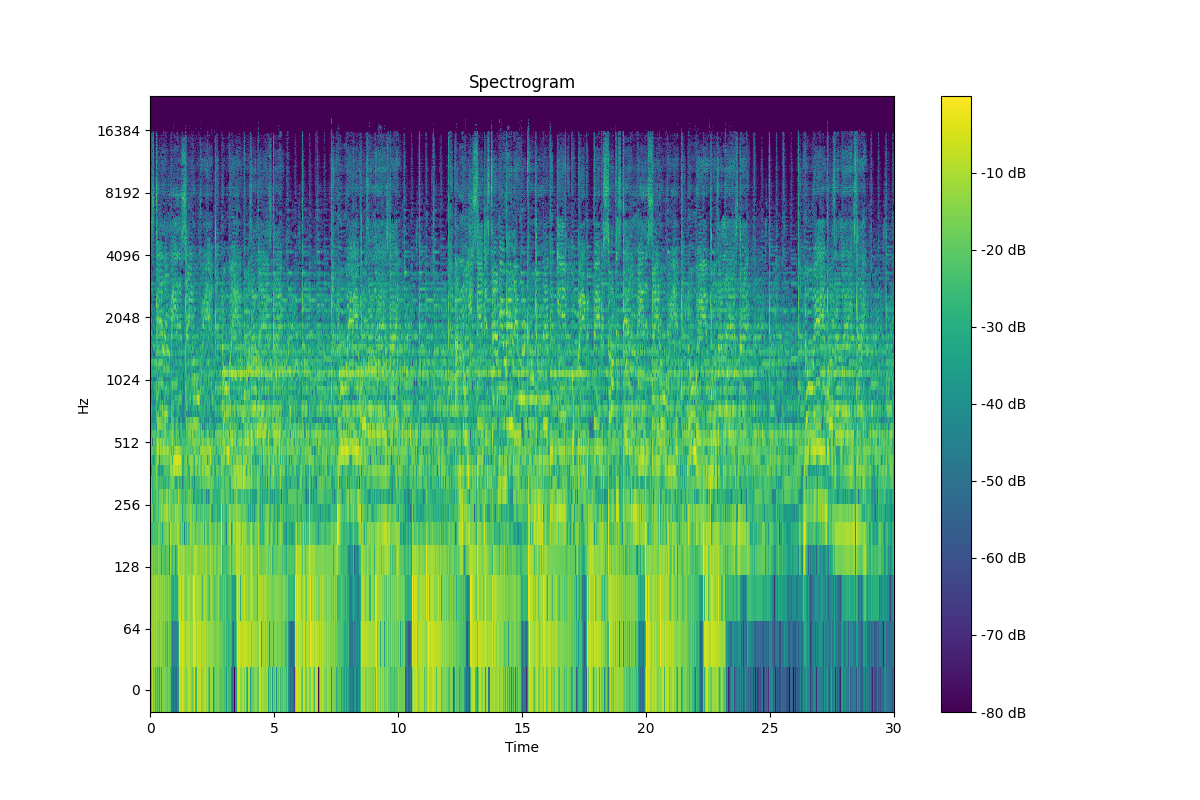 Spectrogram
16384
8192
4096
2048
1024
512
256
128
64
0
Hz
0 5 10 15 20 25 30
Time
-10 dB
-20 dB
-30 dB
-40 dB
-50 dB
-60 dB
-70 dB
-80 dB